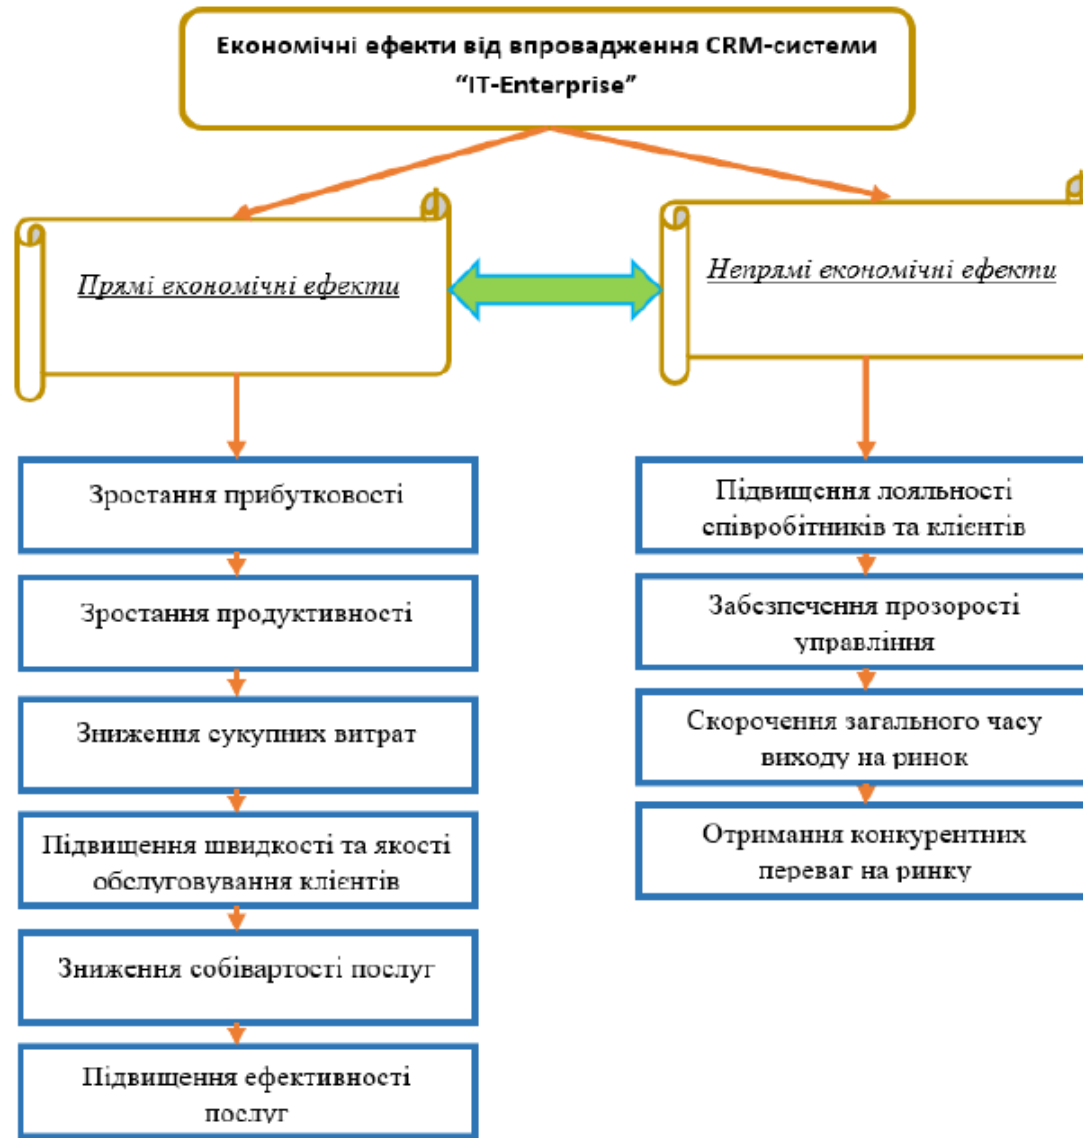 Економічні ефекти від впровадження CRM-системи
“IT-Enterprise”
Прямі економічні ефекти
Непрямі економічні ефекти
Зростання прибутковості
Зростання продуктивності
Зниження сукупних витрат
Підвищення швидкості та якості
обслуговування клієнтів
Зниження собівартості послуг
Підвищення ефективності
послуг
Підвищення лояльності
співробітників та клієнтів
Забезпечення прозорості
управління
Скорочення загального часу
виходу на ринок
Отримання конкурентних
переваг на ринку